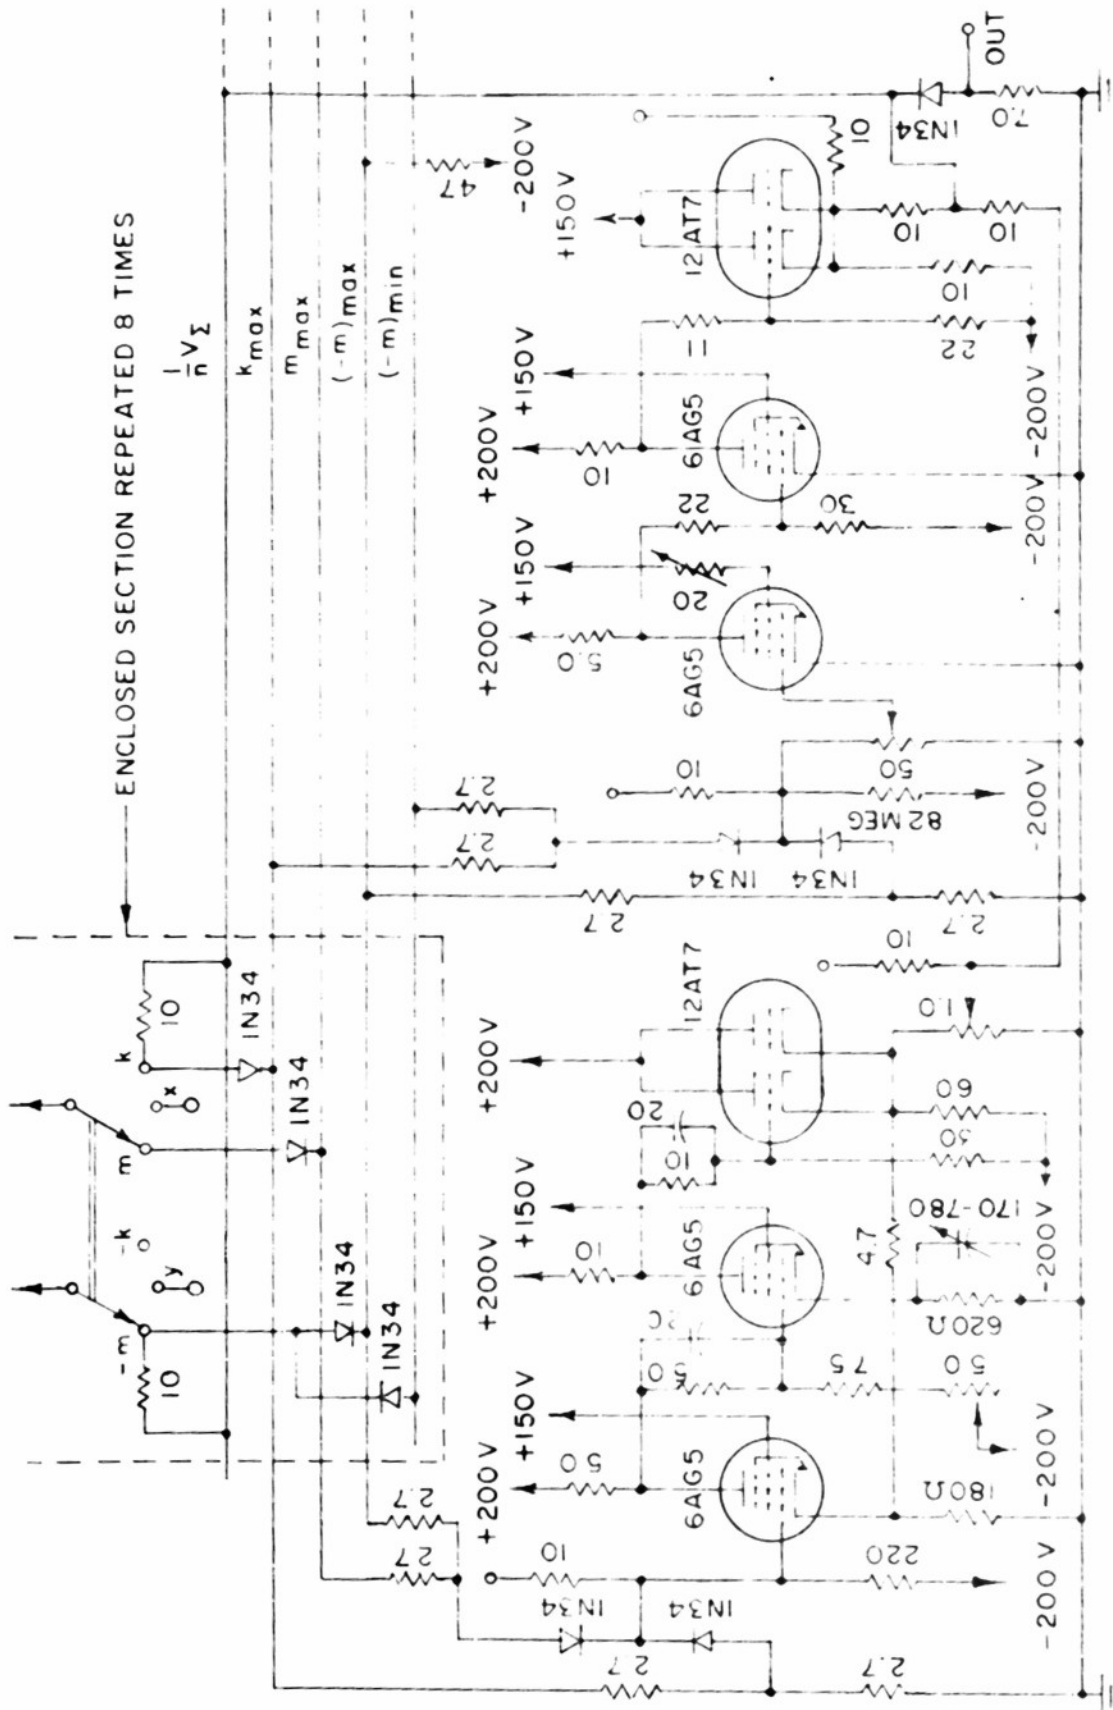 ENCLOSED SECTION REPEATED 8 TIMES
1/n VΣ
k max
m max
(-m) max
(-m) min
-m
y
-k
m
x
k
10
10
1N34
1N34
1N34
1N34
2.7
2.7
10
1N34
1N34
2.7
2.7
220
-200V
+200V
5.0
+150V
6AG5
180Ω
-200V
50
75
50
+200V
10
+150V
6AG5
620Ω
170-780
-200V
4.7
10
20
+200V
12AT7
30
60
1.0
10
2.7
2.7
2.7
2.7
1N34
1N34
10
82MEG
50
-200V
+200V
5.0
+150V
20
6AG5
22
30
-200V
+200V
10
+150V
6AG5
-200V
11
22
10
+150V
12AT7
-200V
47
10
10
10
1N34
7.0
OUT